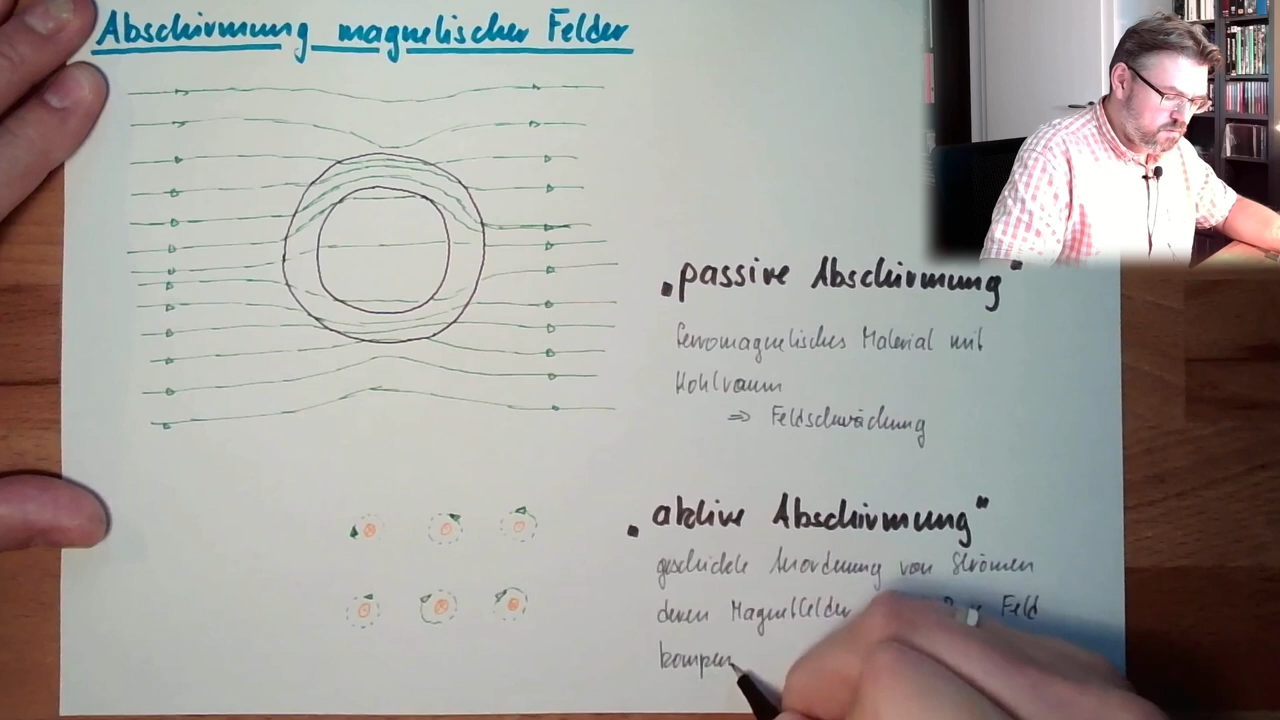 Abschirmung magnetischer Felder
„passive Abschirmung"
ferromagnetisches Material mit
Hohlraum
⇒ Feldschwächung
„aktive Abschirmung"
geschickte Anordnung von Strömen
deren Magnetfelder Feld
kompen